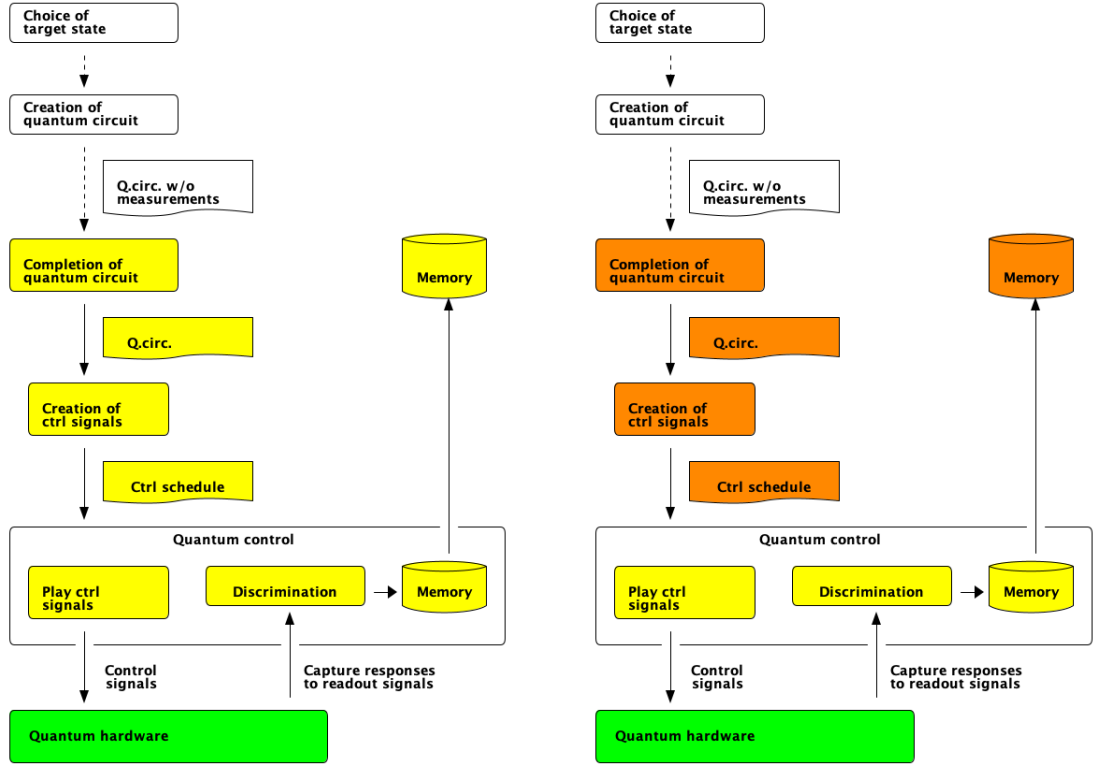 Choice of
target state
Creation of
quantum circuit
Q.circ. w/o
measurements
Completion of
quantum circuit
Memory
Q.circ.
Creation of
ctrl signals
Ctrl schedule
Quantum control
Play ctrl
signals
Discrimination
Memory
Control
signals
Capture responses
to readout signals
Quantum hardware
Choice of
target state
Creation of
quantum circuit
Q.circ. w/o
measurements
Completion of
quantum circuit
Memory
Q.circ.
Creation of
ctrl signals
Ctrl schedule
Quantum control
Play ctrl
signals
Discrimination
Memory
Control
signals
Capture responses
to readout signals
Quantum hardware